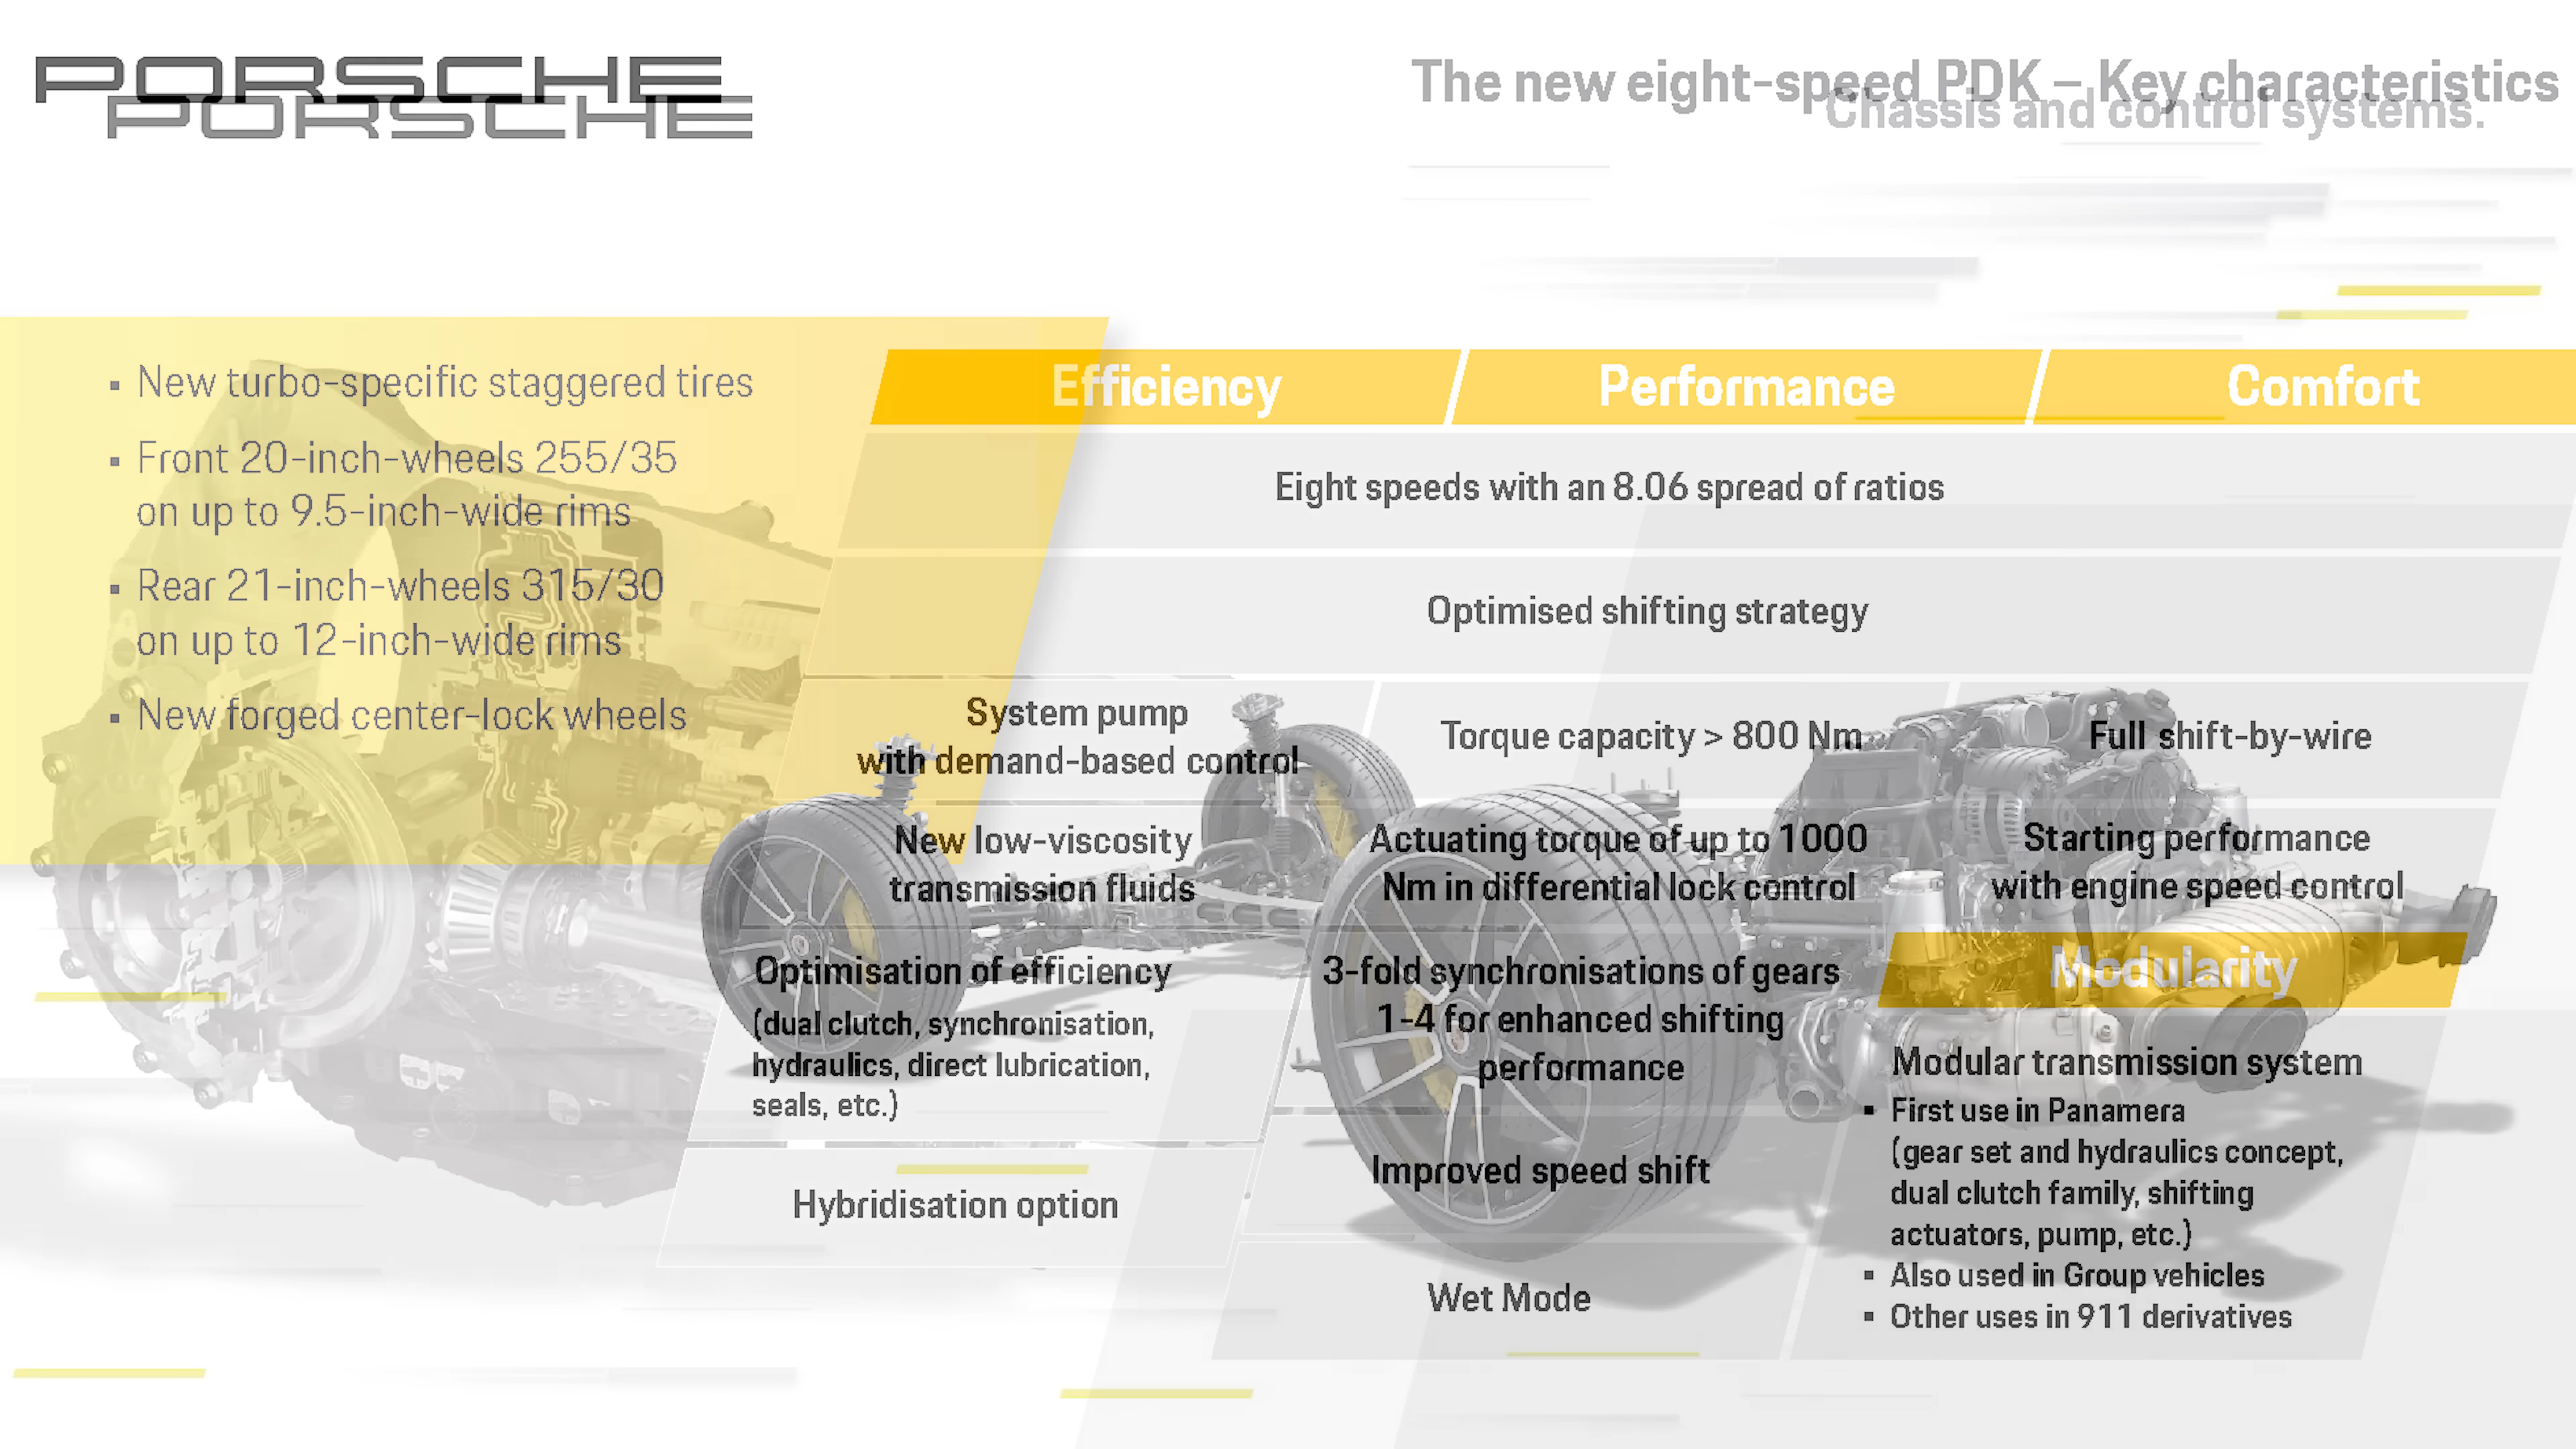 PORSCHE
PORSCHE
The new eight-speed PDK – Key characteristics
Chassis and control systems.
▪ New turbo-specific staggered tires
▪ Front 20-inch-wheels 255/35
on up to 9.5-inch-wide rims
▪ Rear 21-inch-wheels 315/30
on up to 12-inch-wide rims
▪ New forged center-lock wheels
Efficiency
Performance
Comfort
Eight speeds with an 8.06 spread of ratios
Optimised shifting strategy
System pump
with demand-based control
Torque capacity > 800 Nm
Full shift-by-wire
New low-viscosity
transmission fluids
Actuating torque of up to 1000
Nm in differential lock control
Starting performance
with engine speed control
Optimisation of efficiency
(dual clutch, synchronisation,
hydraulics, direct lubrication,
seals, etc.)
3-fold synchronisations of gears
1-4 for enhanced shifting
performance
Hybridisation option
Improved speed shift
Wet Mode
Modularity
Modular transmission system
▪ First use in Panamera
(gear set and hydraulics concept,
dual clutch family, shifting
actuators, pump, etc.)
▪ Also used in Group vehicles
▪ Other uses in 911 derivatives